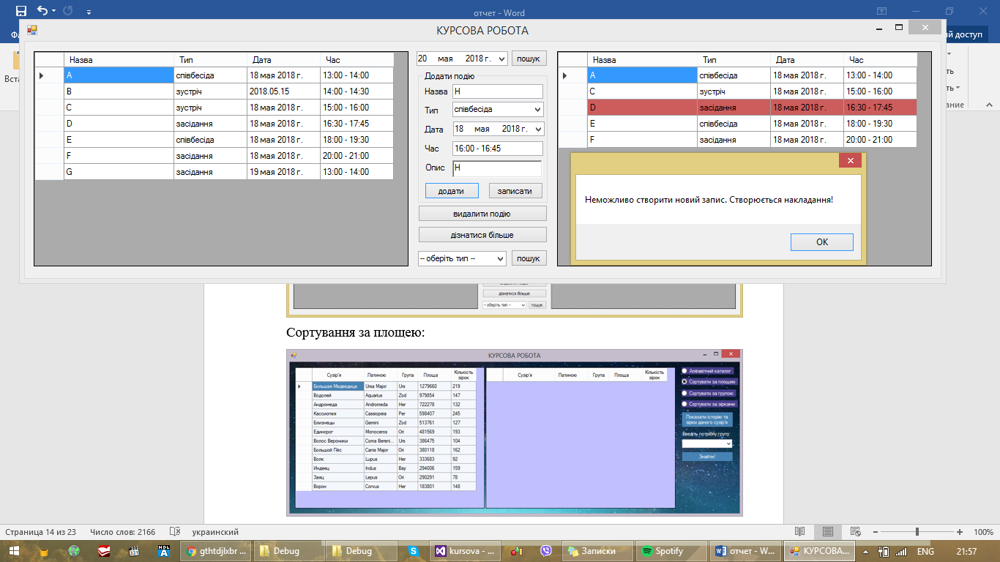 отчет - Word
КУРСОВА РОБОТА
ий доступ
Назва Тип Дата Час
A співбесіда 18 мая 2018 г. 13:00 - 14:00
B зустріч 2018.05.15 14:00 - 14:30
C зустріч 18 мая 2018 г. 15:00 - 16:00
D засідання 18 мая 2018 г. 16:30 - 17:45
E співбесіда 18 мая 2018 г. 18:00 - 19:30
F засідання 18 мая 2018 г. 20:00 - 21:00
G засідання 19 мая 2018 г. 13:00 - 14:00
20 мая 2018 г. пошук
Додати подію
Назва H
Тип співбесіда
Дата 18 мая 2018 г.
Час 16:00 - 16:45
Опис H
додати записати
видалити подію
дізнатися більше
-- оберіть тип -- пошук
Назва Тип Дата Час
A співбесіда 18 мая 2018 г. 13:00 - 14:00
C зустріч 18 мая 2018 г. 15:00 - 16:00
D засідання 18 мая 2018 г. 16:30 - 17:45
E співбесіда 18 мая 2018 г. 18:00 - 19:30
F засідання 18 мая 2018 г. 20:00 - 21:00
Неможливо створити новий запис. Створюється накладання!
OK
дізнатися більше
-- оберіть тип -- пошук
Сортування за площею:
КУРСОВА РОБОТА
Сузір'я Латиною Група Площа Кількість зірок
Большая Медведица Ursa Major Urs 1279660 219
Водолей Aquarius Zod 979854 147
Андромеда Andromeda Her 722278 132
Кассиопея Cassiopeia Per 598407 245
Близнецы Gemini Zod 513761 127
Единорог Monoceros Ori 481569 193
Волос Вероники Coma Bereni... Urs 386475 104
Большой Пёс Canis Major Ori 380118 162
Волк Lupus Her 333683 92
Индеец Indus Bay 294006 159
Заяц Lepus Ori 290291 78
Ворон Corvus Her 183801 148
Сузір'я Латиною Група Площа Кількість зірок
Алфавітний каталог
Сортувати за площею
Сортувати за групою
Сортувати за зірками
Показати історію та
зірки даного сузір'я
Введіть потрібну групу:
Знайти!
Страница 14 из 23 Число слов: 2166 украинский 100%
HDL A gthtdjlxbr Debug Debug kursova - ... Записки Spotify отчет - W... КУРСОВА... ENG 21:57